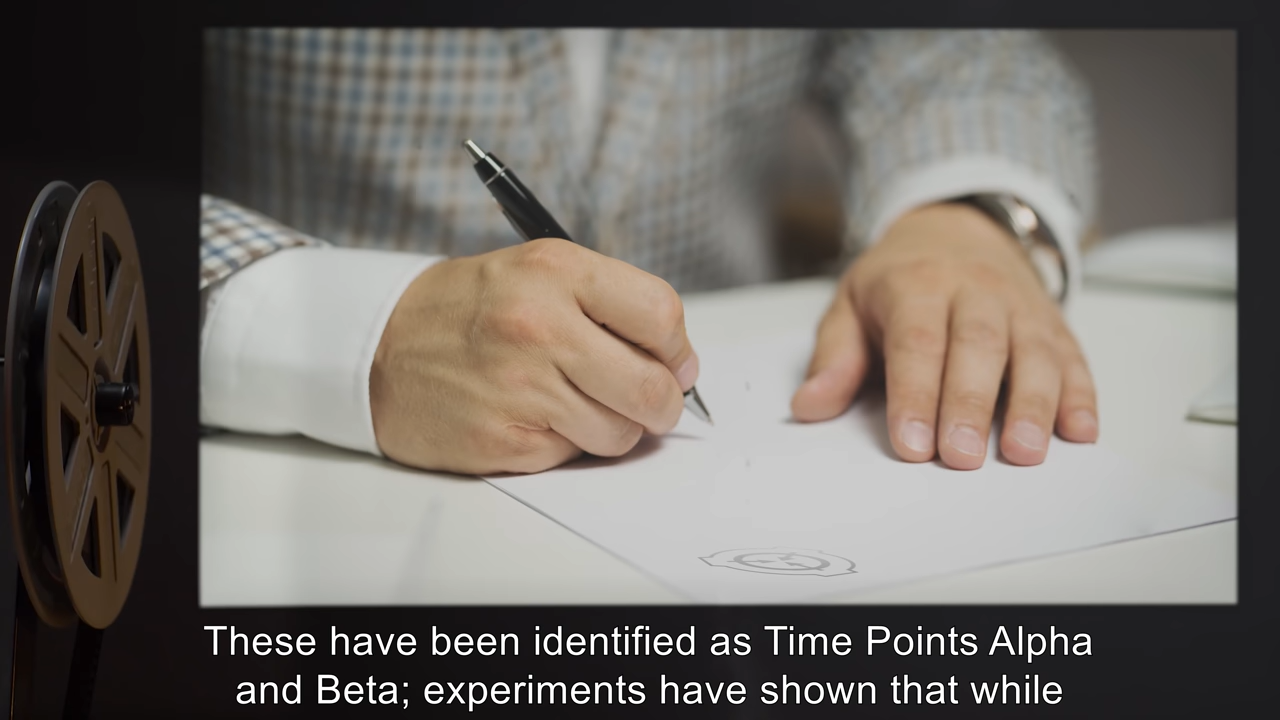 These have been identified as Time Points Alpha
and Beta; experiments have shown that while